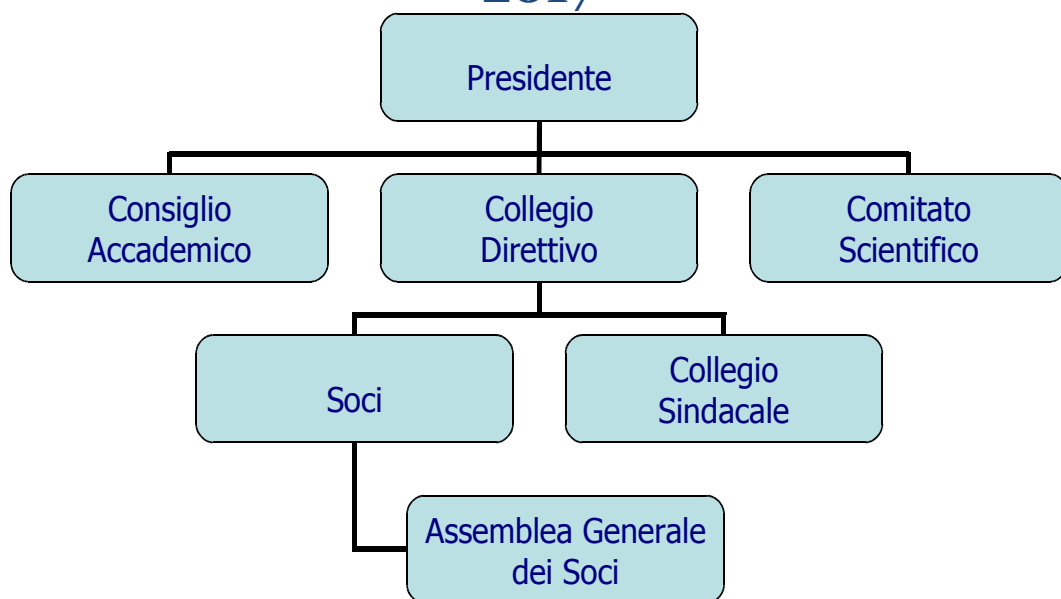 Presidente
Consiglio
Accademico
Collegio
Direttivo
Comitato
Scientifico
Soci
Collegio
Sindacale
Assemblea Generale
dei Soci